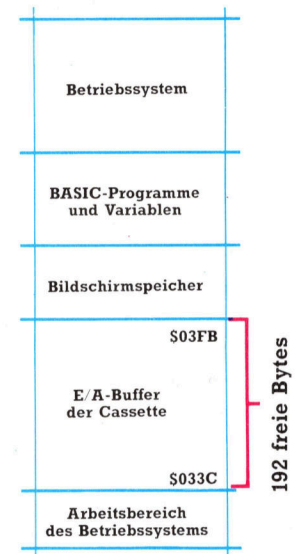 Betriebssystem
BASIC-Programme
und Variablen
Bildschirmspeicher
$03FB
E/A-Buffer
der Cassette
$033C
192 freie Bytes
Arbeitsbereich
des Betriebssystems